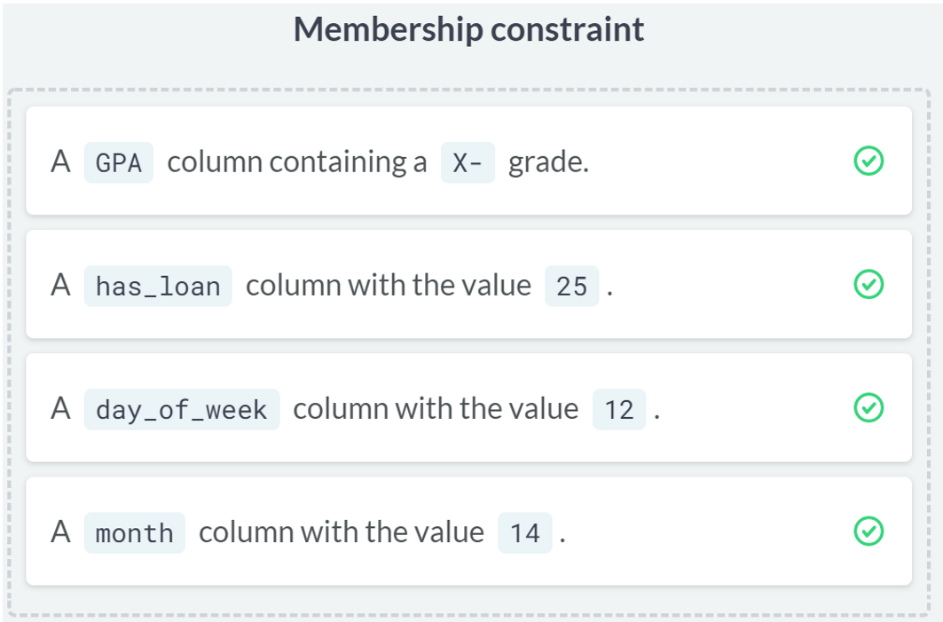 Membership constraint
A GPA column containing a X- grade.
A has_loan column with the value 25 .
A day_of_week column with the value 12 .
A month column with the value 14 .